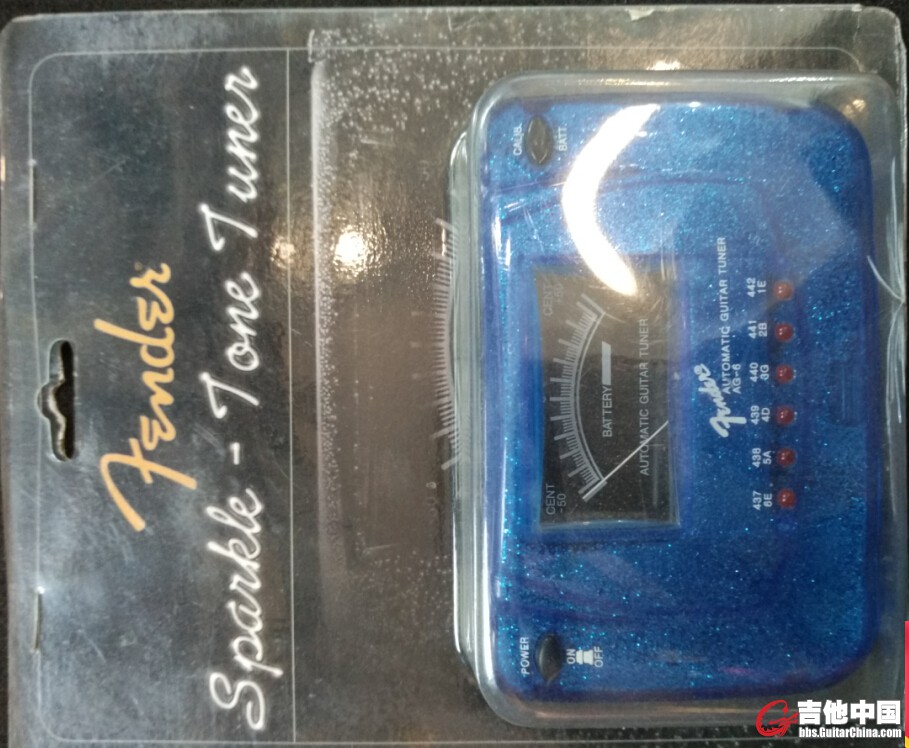 Fender
Sparkle - Tone Tuner
POWER
ON
OFF
CALIB.
BATT.
CENT
-50
BATTERY
AUTOMATIC GUITAR TUNER
Fender
AUTOMATIC GUITAR TUNER
AG-6
437 438 439 440 441 442
6E 5A 4D 3G 2B 1E
吉他中国
bbs.GuitarChina.com